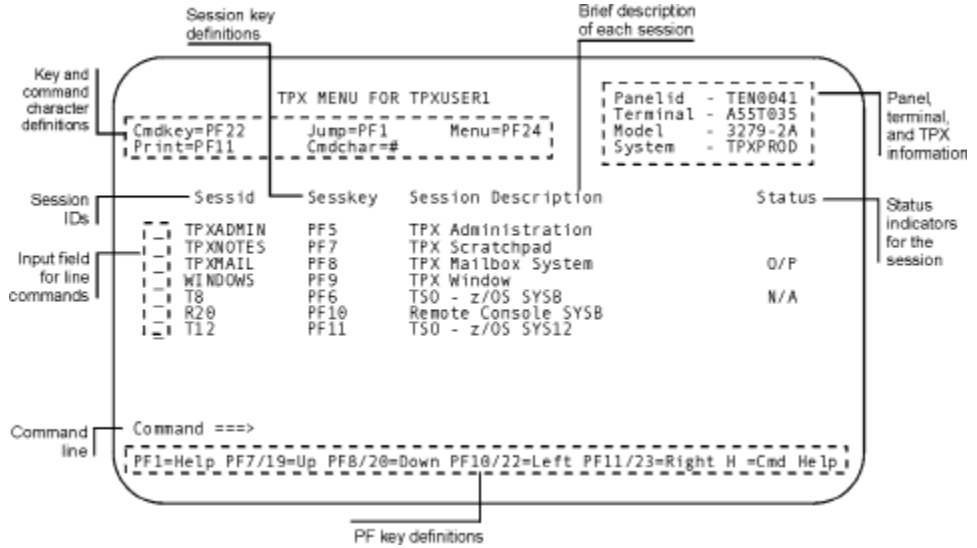 Session key
definitions
Brief description
of each session
Key and
command
character
definitions
TPX MENU FOR TPXUSER1
Panelid - TEN0041
Terminal - A55T035
Model - 3279-2A
System - TPXPROD
Panel,
terminal,
and TPX
information
Cmdkey=PF22 Jump=PF1 Menu=PF24
Print=PF11 Cmdchar=#
Session
IDs
Sessid Sesskey Session Description Status
Status
indicators
for the
session
Input field
for line
commands
_ TPXADMIN PF5 TPX Administration
_ TPXNOTES PF7 TPX Scratchpad
_ TPXMAIL PF8 TPX Mailbox System O/P
_ WINDOWS PF9 TPX Window
_ T8 PF6 TSO - z/OS SYSB N/A
_ R20 PF10 Remote Console SYSB
_ T12 PF11 TSO - z/OS SYS12
Command
line
Command ===>
PF1=Help PF7/19=Up PF8/20=Down PF10/22=Left PF11/23=Right H =Cmd Help
PF key definitions